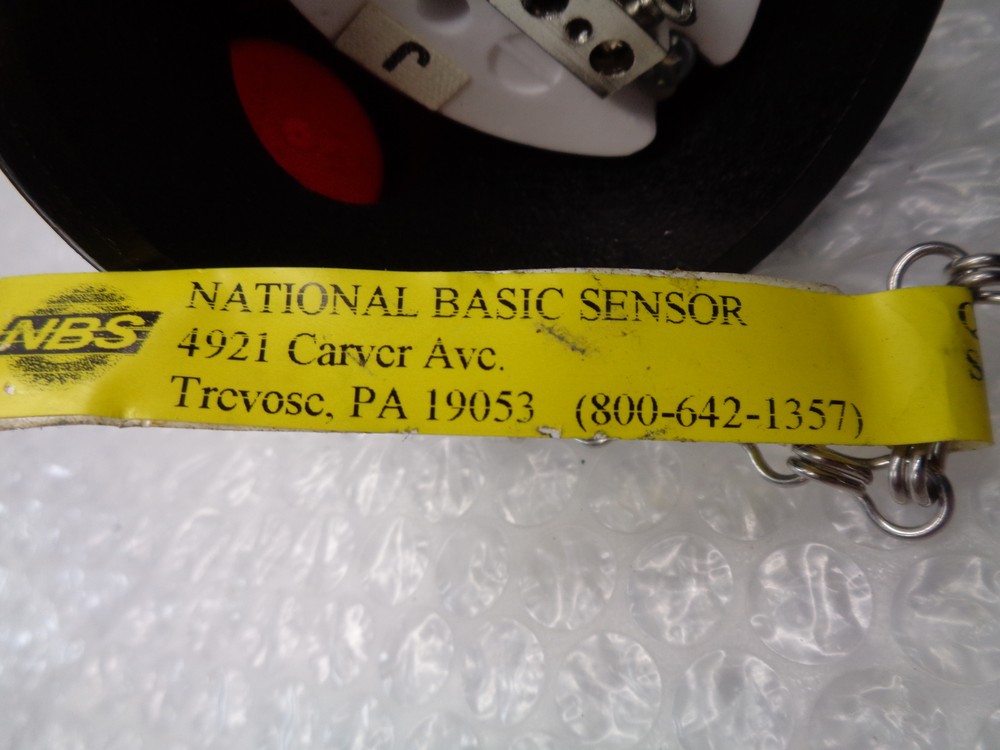 J
NBS
NATIONAL BASIC SENSOR
4921 Carver Ave.
Trevose, PA 19053 (800-642-1357)